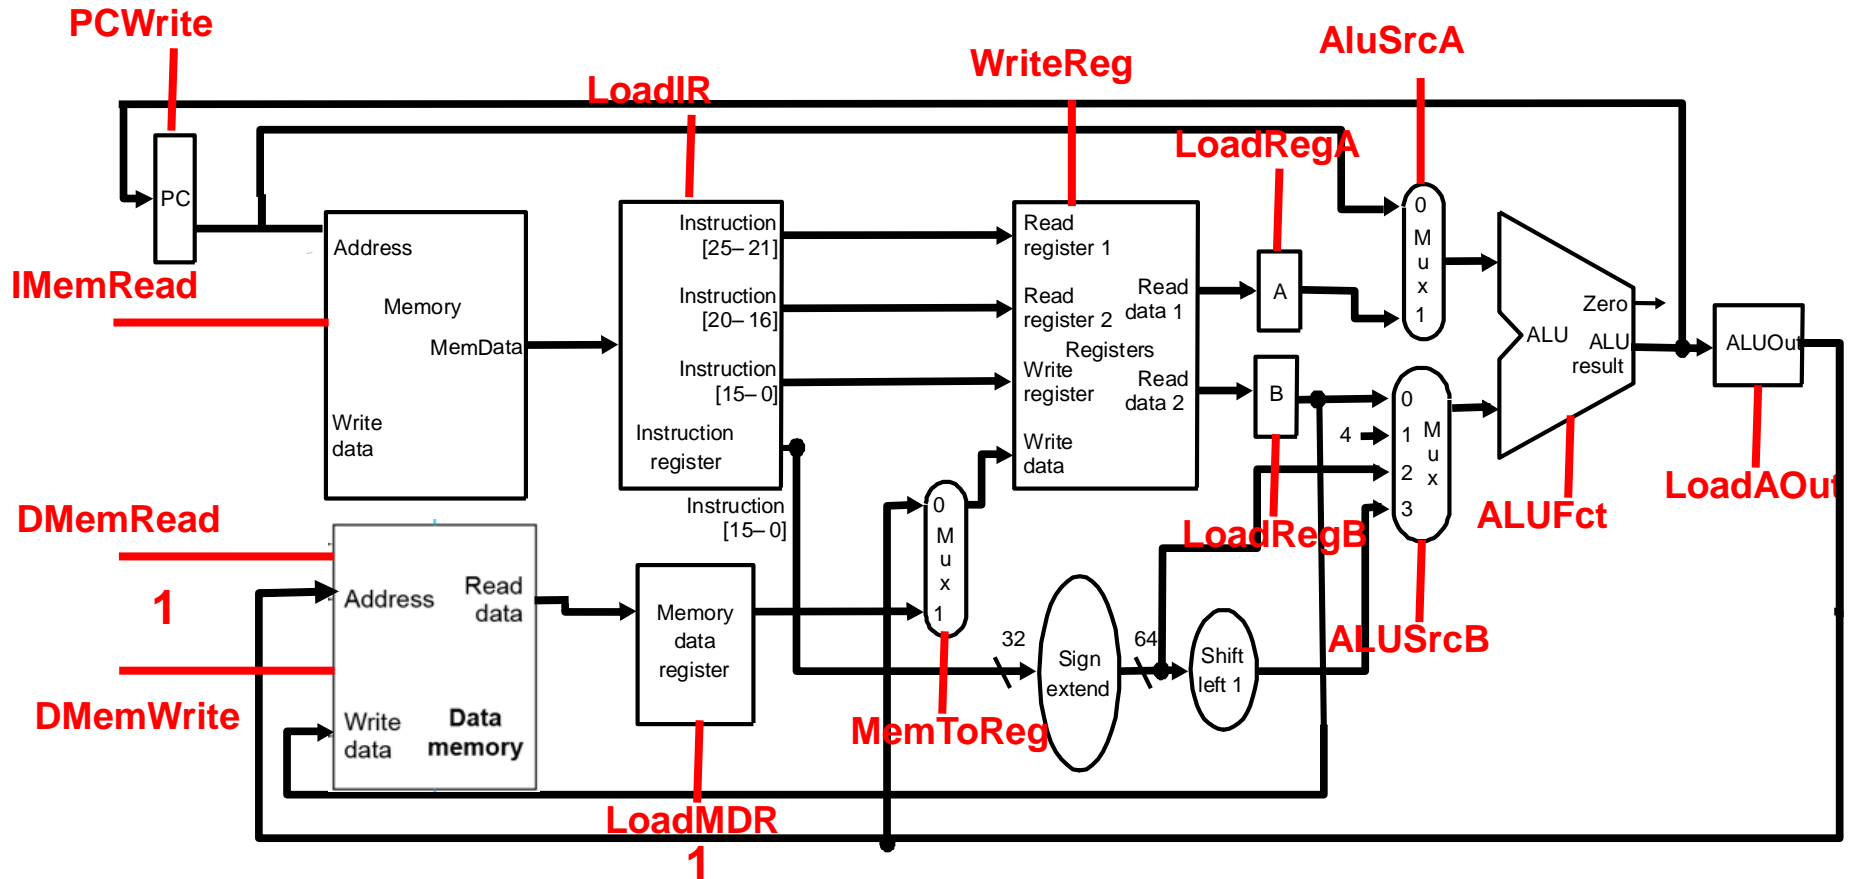 PCWrite
AluSrcA
WriteReg
LoadIR
LoadRegA
PC
IMemRead
Address
Memory
MemData
Write
data
Instruction
[25–21]
Instruction
[20–16]
Instruction
[15–0]
Instruction
register
Instruction
[15–0]
Read
register 1
Read
register 2
Registers
Write
register
Write
data
Read
data 1
Read
data 2
A
B
0
M
u
x
1
4
0
1
2
3
M
u
x
Zero
ALU
ALU
result
ALUOut
LoadAOut
ALUFct
LoadRegB
ALUSrcB
DMemRead
1
DMemWrite
Address
Read
data
Write
data
Data
memory
Memory
data
register
LoadMDR
1
0
M
u
x
1
MemToReg
32
Sign
extend
64
Shift
left 1